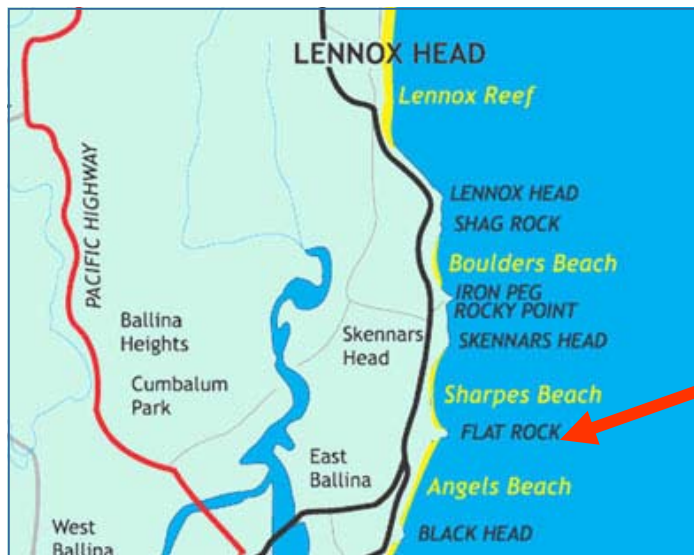 LENNOX HEAD
Lennox Reef
PACIFIC HIGHWAY
LENNOX HEAD
SHAG ROCK
Boulders Beach
IRON PEG
ROCKY POINT
Ballina
Heights
Skennars
Head
SKENNARS HEAD
Cumbalum
Park
Sharpes Beach
FLAT ROCK
East
Ballina
Angels Beach
West
Ballina
BLACK HEAD